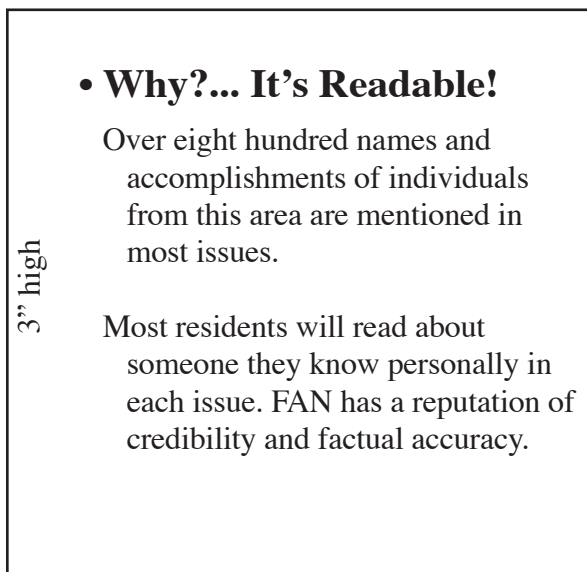 • Why?... It’s Readable!
Over eight hundred names and
accomplishments of individuals
from this area are mentioned in
most issues.
3” high
Most residents will read about
someone they know personally in
each issue. FAN has a reputation of
credibility and factual accuracy.